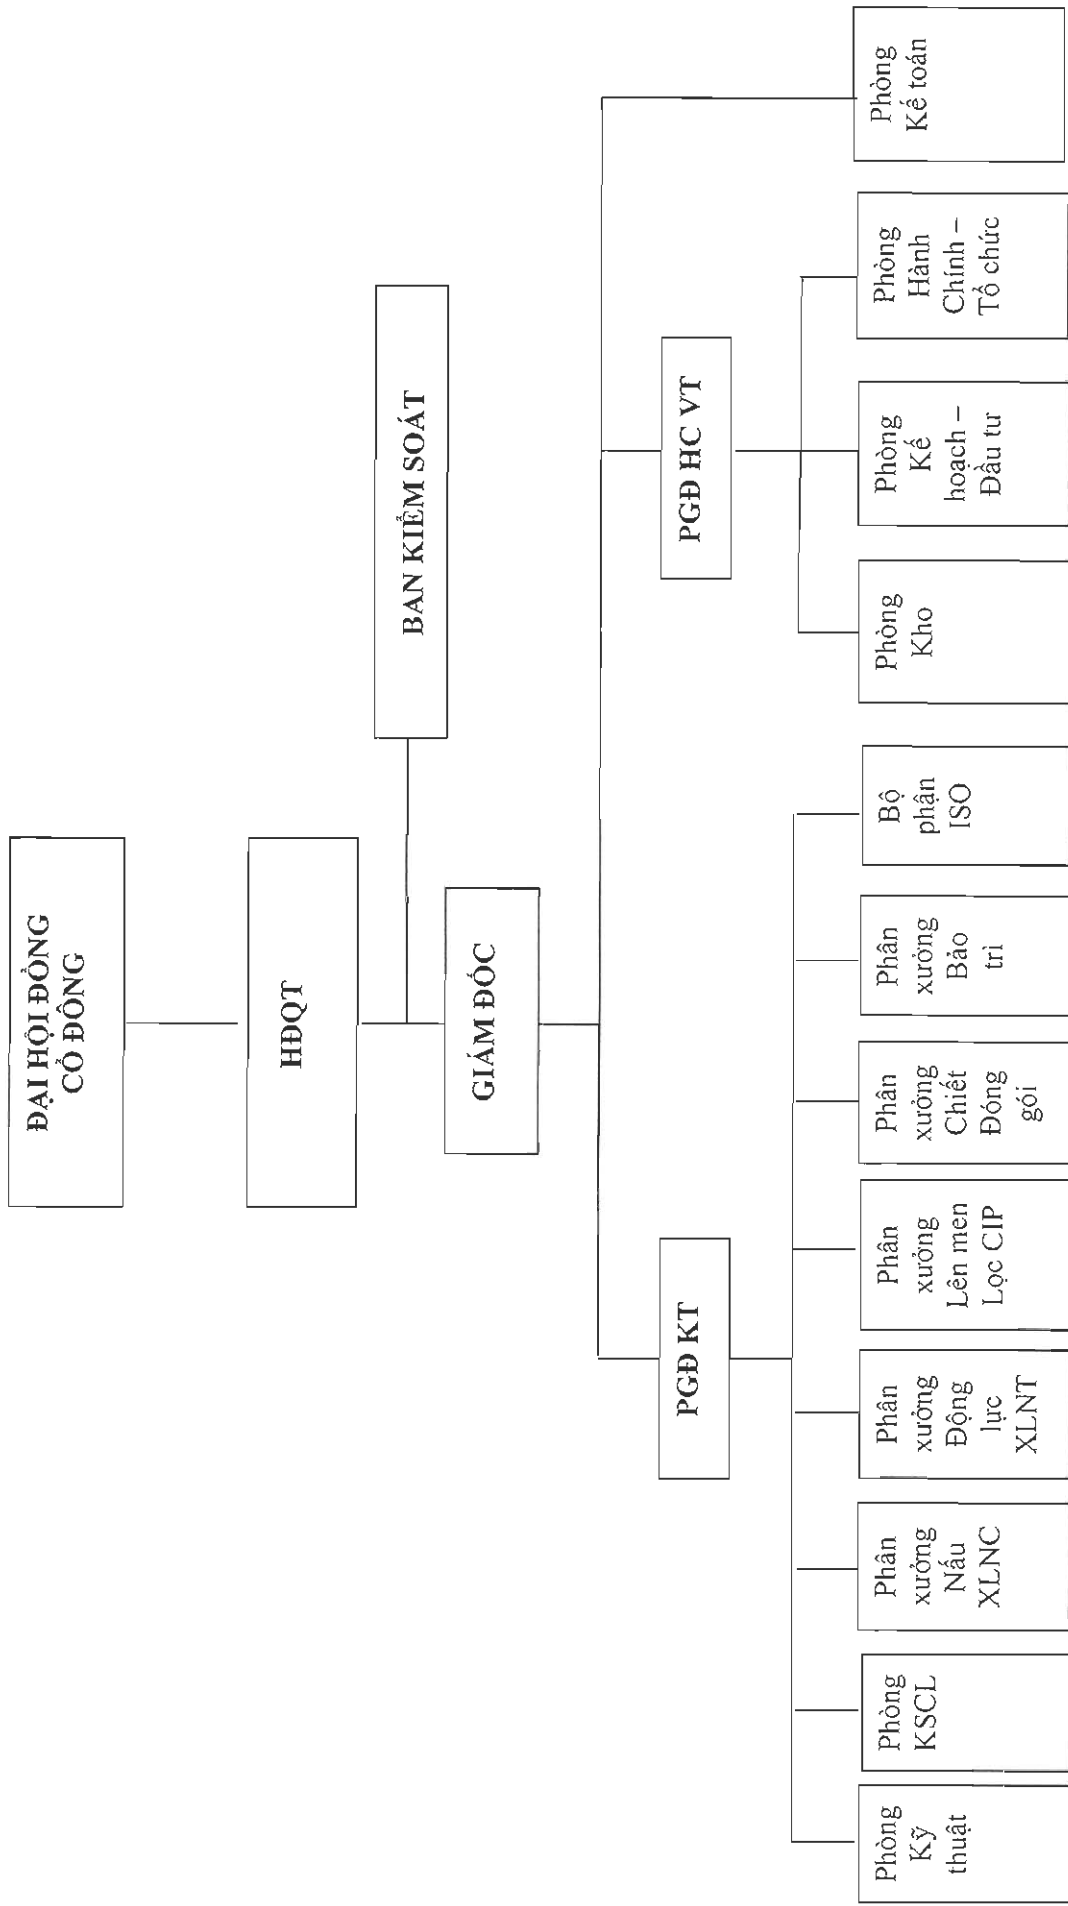 ĐẠI HỘI ĐỒNG
CỔ ĐÔNG
HĐQT
BAN KIỂM SOÁT
GIÁM ĐỐC
PGĐ KT
PGĐ HC VT
Phòng
Kỹ
thuật
Phòng
KSCL
Phân
xưởng
Nấu
XLNC
Phân
xưởng
Động
lực
XLNT
Phân
xưởng
Lên men
Lọc CIP
Phân
xưởng
Chiết
Đóng
gói
Phân
xưởng
Bảo
trì
Bộ
phận
ISO
Phòng
Kho
Phòng
Kế
hoạch –
Đầu tư
Phòng
Hành
Chính –
Tổ chức
Phòng
Kế toán